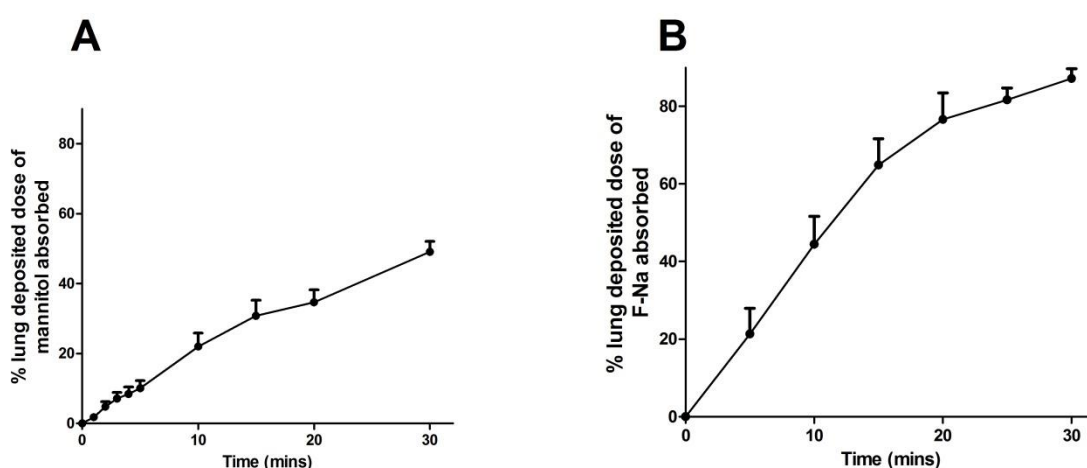 A
% lung deposited dose of
mannitol absorbed
80
60
40
20
0
0 10 20 30
Time (mins)
B
% lung deposited dose of
F-Na absorbed
80
60
40
20
0
0 10 20 30
Time (mins)